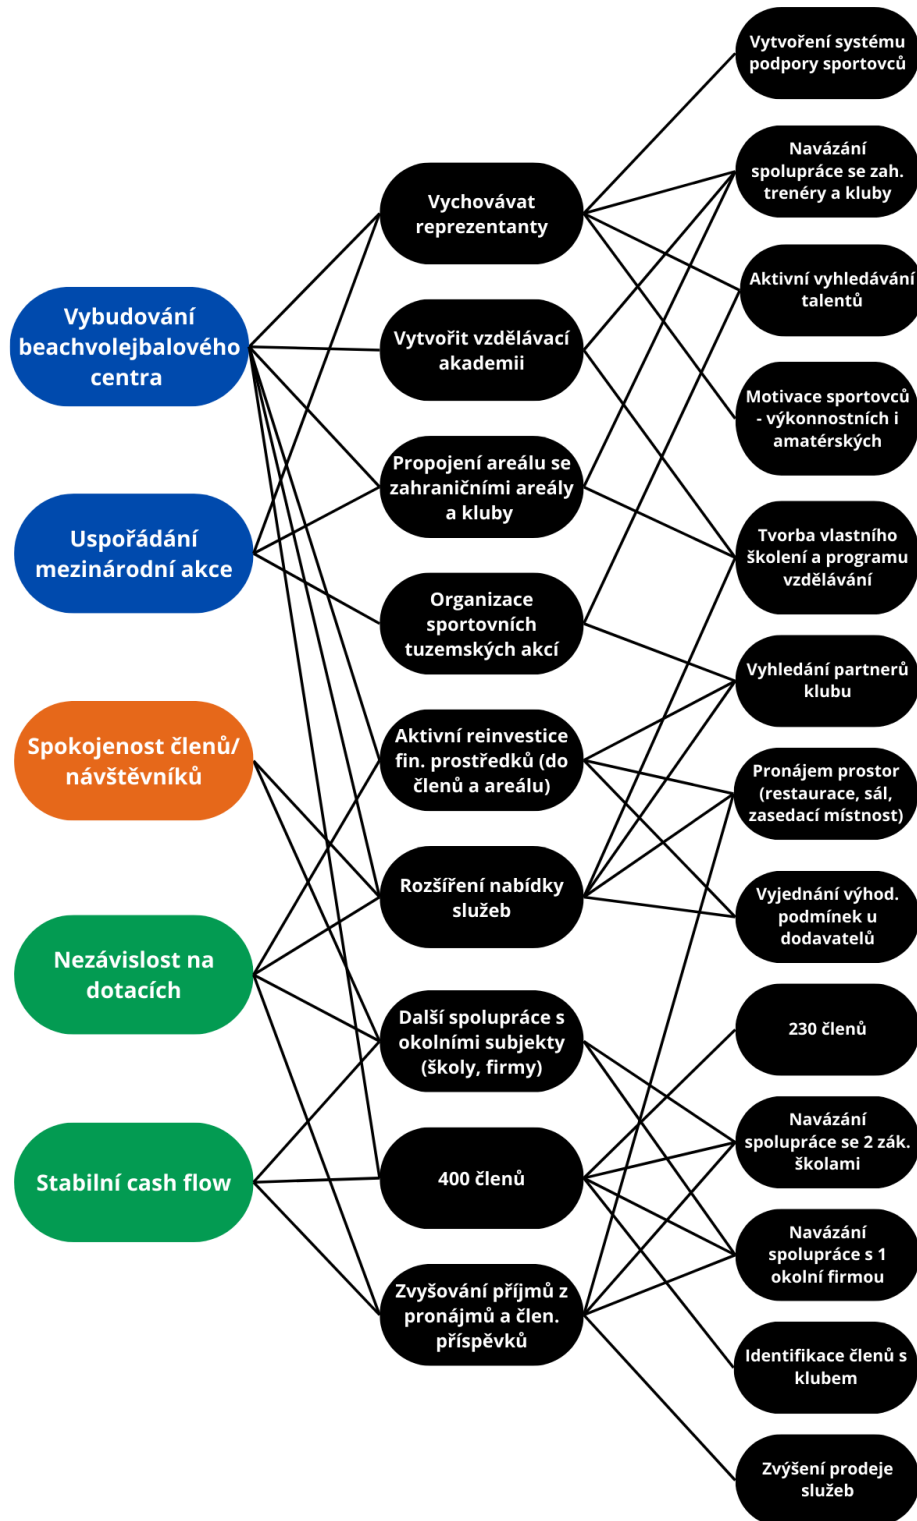 Vybudování
beachvolejbalového
centra
Uspořádání
mezinárodní akce
Spokojenost členů/
návštěvníků
Nezávislost na
dotacích
Stabilní cash flow
Vychovávat
reprezentanty
Vytvořit vzdělávací
akademii
Propojení areálu se
zahraničními areály
a kluby
Organizace
sportovních
tuzemských akcí
Aktivní reinvestice
fin. prostředků (do
členů a areálu)
Rozšíření nabídky
služeb
Další spolupráce s
okolními subjekty
(školy, firmy)
400 členů
Zvyšování příjmů z
pronájmů a člen.
příspěvků
Vytvoření systému
podpory sportovců
Navázání
spolupráce se zah.
trenéry a kluby
Aktivní vyhledávání
talentů
Motivace sportovců
- výkonnostních i
amatérských
Tvorba vlastního
školení a programu
vzdělávání
Vyhledání partnerů
klubu
Pronájem prostor
(restaurace, sál,
zasedací místnost)
Vyjednání výhod.
podmínek u
dodavatelů
230 členů
Navázání
spolupráce se 2 zák.
školami
Navázání
spolupráce s 1
okolní firmou
Identifikace členů s
klubem
Zvýšení prodeje
služeb